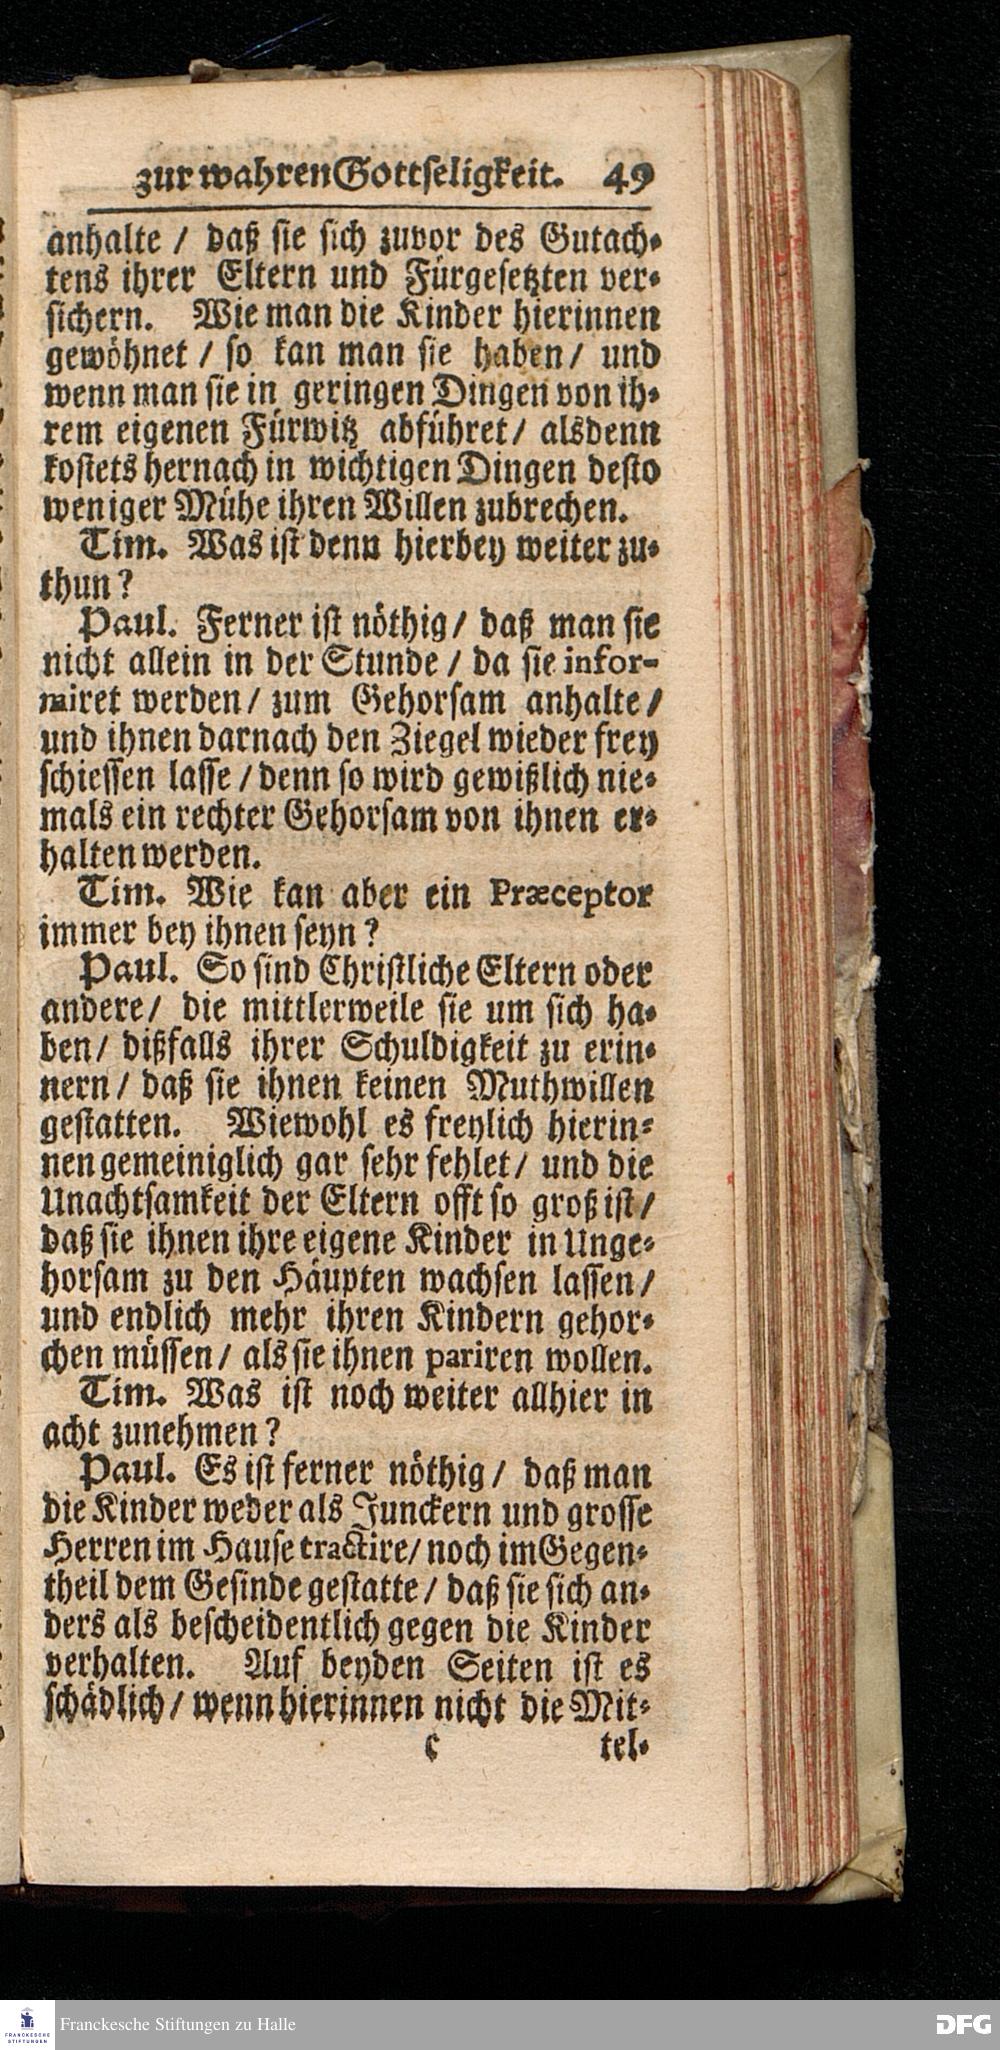 zur wahren Gottseligkeit. 49
anhalte / daß sie sich zuvor des Gutach-
tens ihrer Eltern und Fürgesetzten ver-
sichern. Wie man die Kinder hierinnen
gewöhnet / so kan man sie haben / und
wenn man sie in geringen Dingen von ih-
rem eigenen Fürwitz abführet / alsdenn
kostets hernach in wichtigen Dingen desto
weniger Mühe ihren Willen zubrechen.
Tim. Was ist denn hierbey weiter zu-
thun?
Paul. Ferner ist nöthig / daß man sie
nicht allein in der Stunde / da sie infor-
miret werden / zum Gehorsam anhalte /
und ihnen darnach den Ziegel wieder frey
schiessen lasse / denn so wird gewißlich nie-
mals ein rechter Gehorsam von ihnen er-
halten werden.
Tim. Wie kan aber ein Præceptor
immer bey ihnen seyn?
Paul. So sind Christliche Eltern oder
andere / die mittlerweile sie um sich ha-
ben / dißfalls ihrer Schuldigkeit zu erin-
nern / daß sie ihnen keinen Muthwillen
gestatten. Wiewohl es freylich hierin-
nen gemeiniglich gar sehr fehlet / und die
Unachtsamkeit der Eltern offt so groß ist /
daß sie ihnen ihre eigene Kinder in Unge-
horsam zu den Häupten wachsen lassen /
und endlich mehr ihren Kindern gehor-
chen müssen / als sie ihnen pariren wollen.
Tim. Was ist noch weiter allhier in
acht zunehmen?
Paul. Es ist ferner nöthig / daß man
die Kinder weder als Junckern und grosse
Herren im Hause tractire / noch im Gegen-
theil dem Gesinde gestatte / daß sie sich an-
ders als bescheidentlich gegen die Kinder
verhalten. Auf beyden Seiten ist es
schädlich / wenn hierinnen nicht die Mit-
C tel-
FRANCKESCHE
STIFTUNGEN
Franckesche Stiftungen zu Halle
DFG